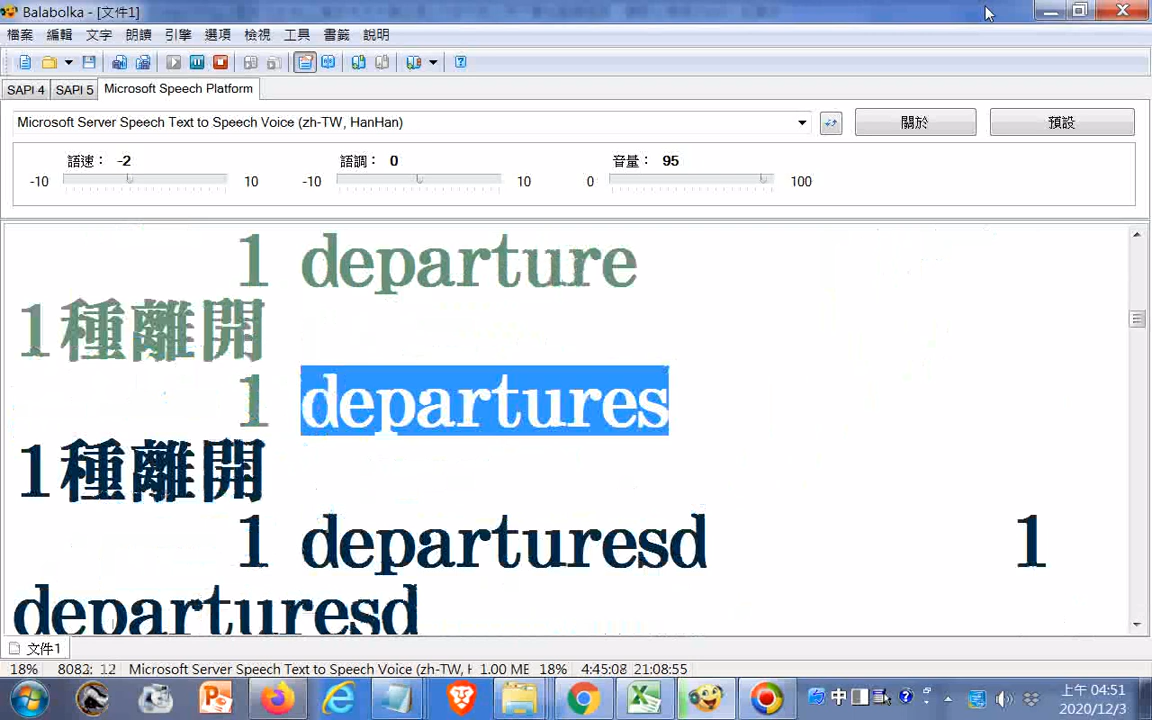 Balabolka - [文件1]
檔案 編輯 文字 朗讀 引擎 選項 檢視 工具 書籤 說明
SAPI 4 SAPI 5 Microsoft Speech Platform
Microsoft Server Speech Text to Speech Voice (zh-TW, HanHan) 關於 預設
語速： -2 語調： 0 音量： 95
-10 10 -10 10 0 100
1 departure
1種離開
1 departures
1種離開
1 departuresd 1
departuresd
文件1
18% 8082: 12 Microsoft Server Speech Text to Speech Voice (zh-TW, H 1.00 ME 18% 4:45:08 21:08:55
中 上午 04:51
2020/12/3